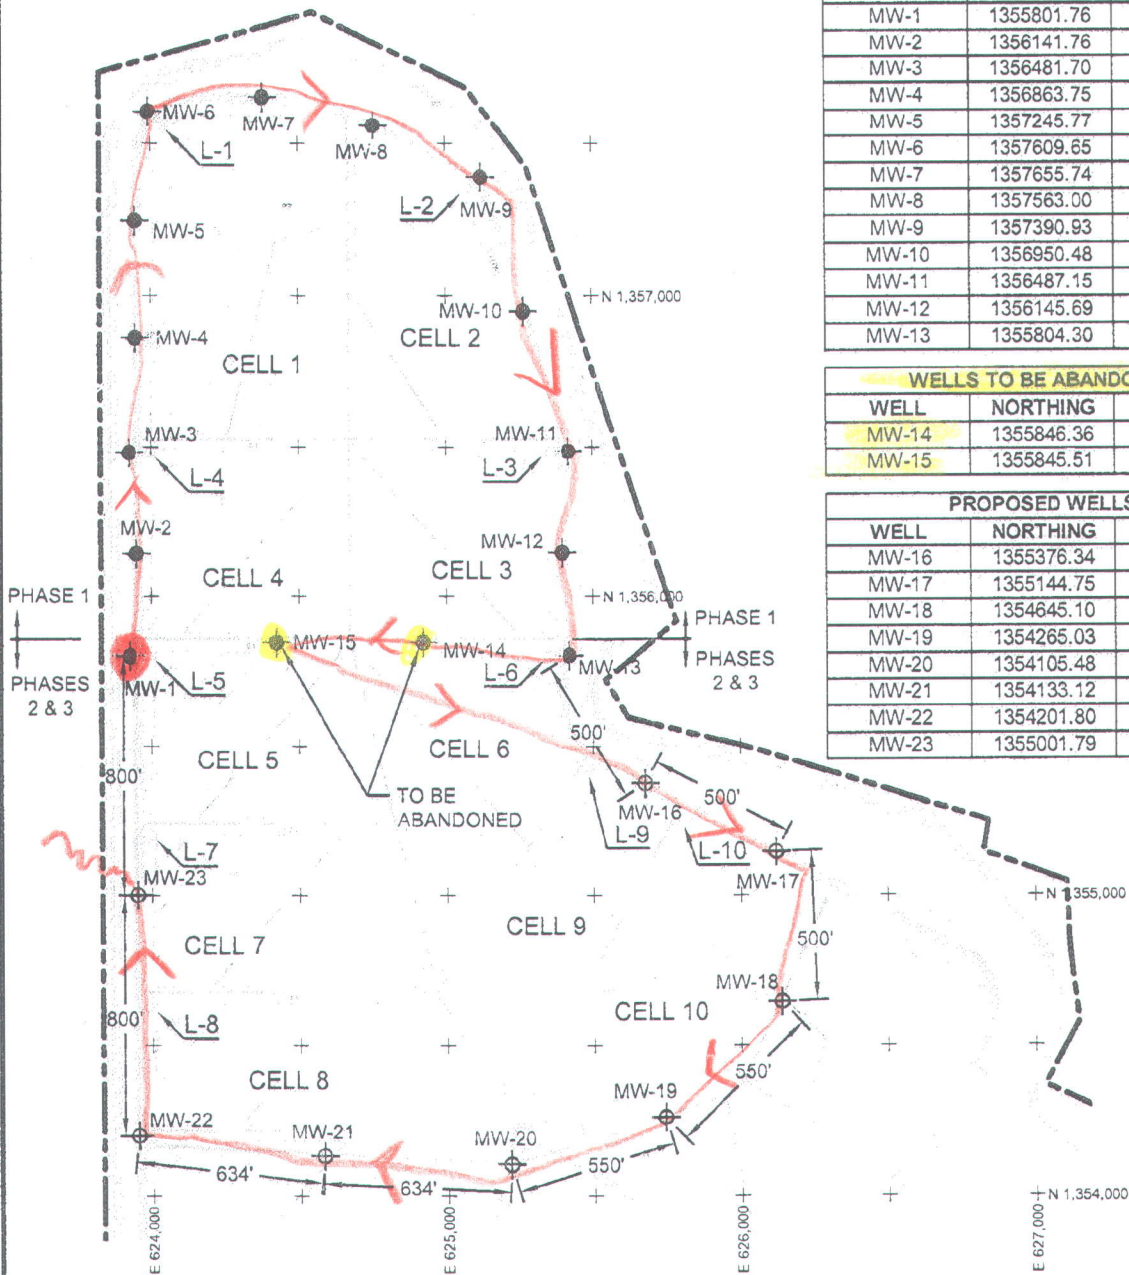 MW-1 1355801.76
MW-2 1356141.76
MW-3 1356481.70
MW-4 1356863.75
MW-5 1357245.77
MW-6 1357609.65
MW-7 1357655.74
MW-8 1357563.00
MW-9 1357390.93
MW-10 1356950.48
MW-11 1356487.15
MW-12 1356145.69
MW-13 1355804.30
WELLS TO BE ABANDO
WELL NORTHING
MW-14 1355846.36
MW-15 1355845.51
PROPOSED WELLS
WELL NORTHING
MW-16 1355376.34
MW-17 1355144.75
MW-18 1354645.10
MW-19 1354265.03
MW-20 1354105.48
MW-21 1354133.12
MW-22 1354201.80
MW-23 1355001.79
MW-6
MW-7
MW-8
L-1
L-2
MW-9
MW-5
N 1,357,000
MW-10
MW-4
CELL 1
CELL 2
MW-3
MW-11
L-4
L-3
MW-2
MW-12
CELL 4
CELL 3
PHASE 1
N 1,356,000
PHASE 1
MW-15
MW-14
MW-13
MW-1
L-5
L-6
PHASES
2 & 3
PHASES
2 & 3
500'
CELL 5
CELL 6
800'
TO BE
ABANDONED
MW-16
500'
L-9
L-10
L-7
MW-23
MW-17
N 1,355,000
CELL 7
CELL 9
500'
MW-18
800'
L-8
CELL 10
CELL 8
MW-19
550'
MW-22
MW-21
MW-20
634'
634'
550'
N 1,354,000
E 624,000
E 625,000
E 626,000
E 627,000